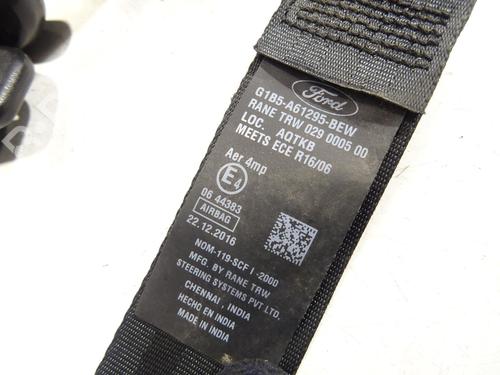 Ford
G1B5-A61295-BEW
RANE TRW 029 0005 00
LOC. AQTKB
MEETS ECE R16/06
Aer 4mp
E4
06 44383
AIRBAG
22.12.2016
NOM-119-SCFI-2000
MFG. BY RANE TRW
STEERING SYSTEMS PVT LTD.
CHENNAI, INDIA
HECHO EN INDIA
MADE IN INDIA